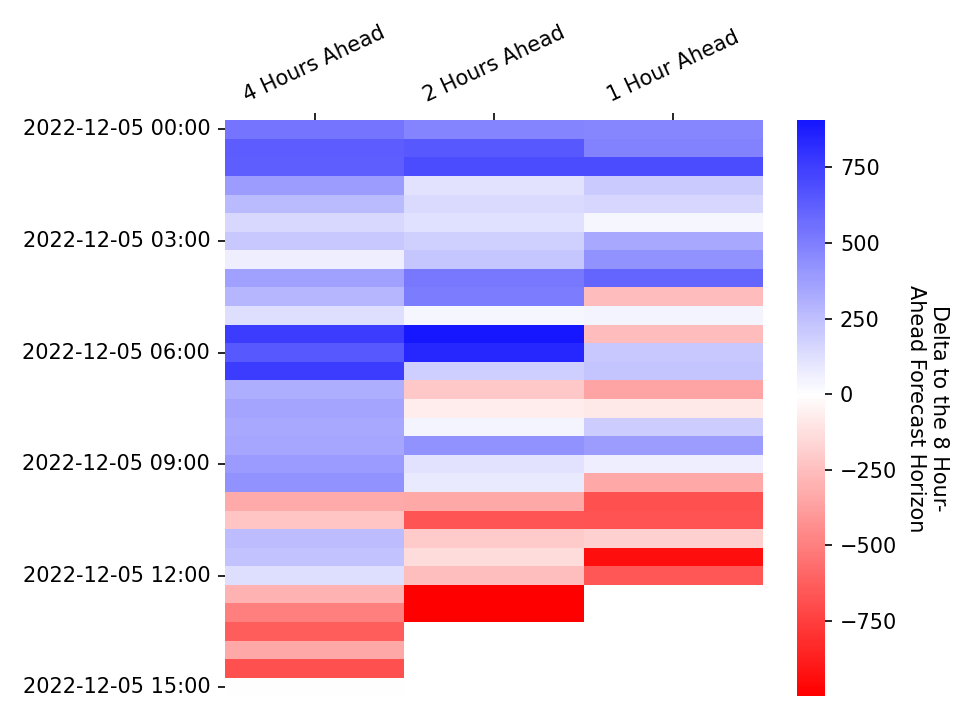 4 Hours Ahead
2 Hours Ahead
1 Hour Ahead
2022-12-05 00:00
2022-12-05 03:00
2022-12-05 06:00
2022-12-05 09:00
2022-12-05 12:00
2022-12-05 15:00
750
500
250
0
−250
−500
−750
Delta to the 8 Hour-
Ahead Forecast Horizon